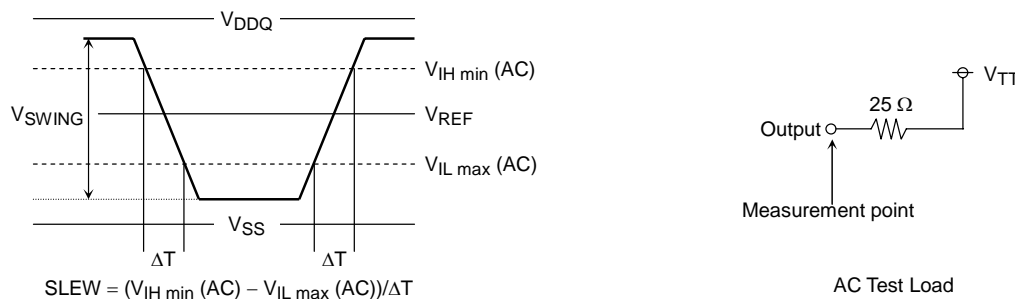 VDDQ
VIH min (AC)
VSWING
VREF
VIL max (AC)
VSS
ΔT
ΔT
SLEW = (VIH min (AC) − VIL max (AC))/ΔT
VTT
25 Ω
Output
Measurement point
AC Test Load